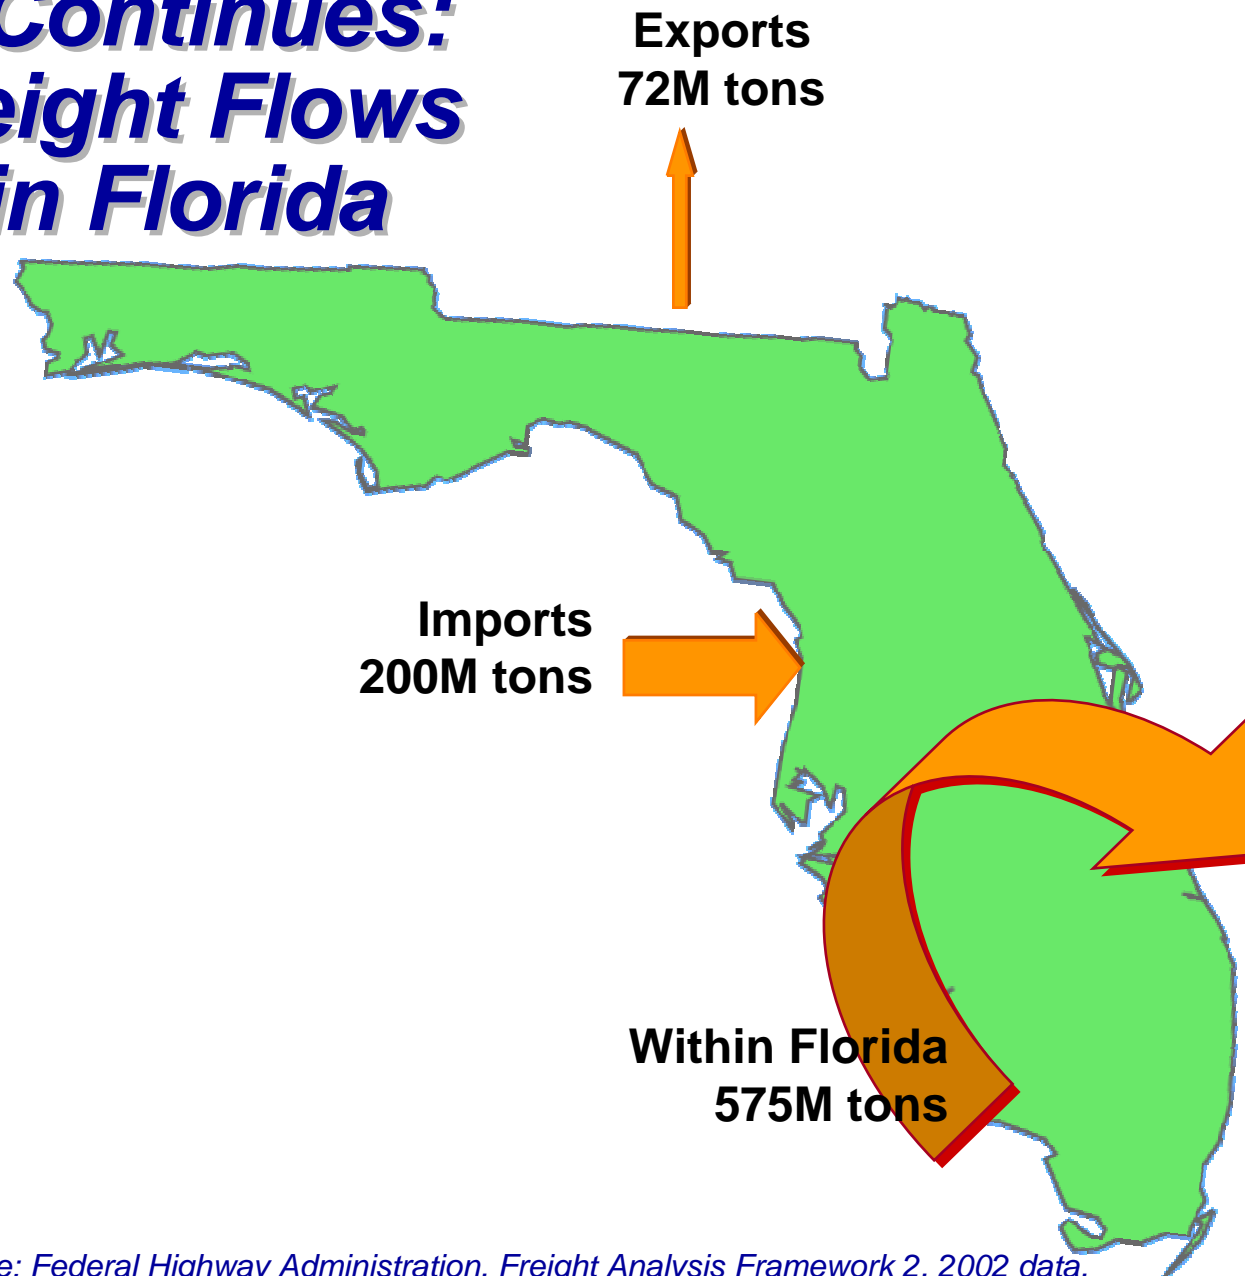 Continues:
eight Flows
in Florida
Exports
72M tons
Imports
200M tons
Within Florida
575M tons
e: Federal Highway Administration, Freight Analysis Framework 2, 2002 data.